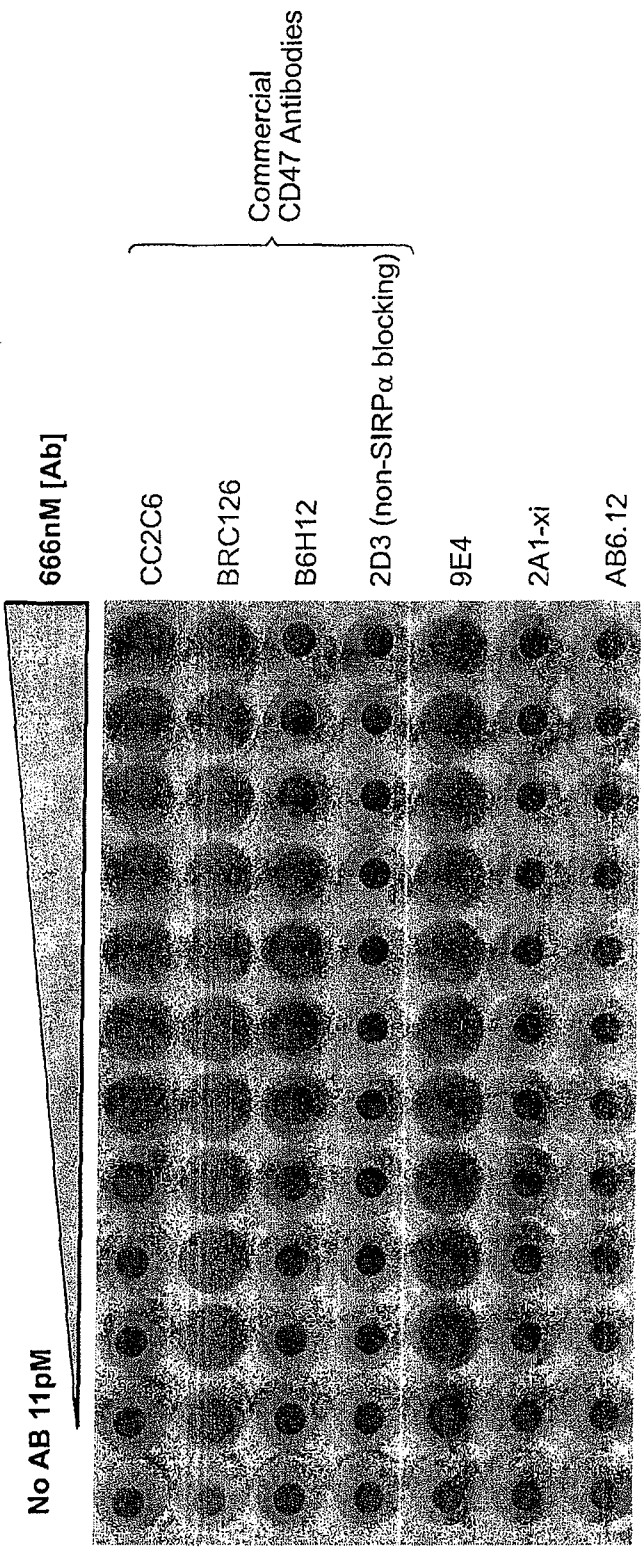 No AB 11pM
666nM [Ab]
CC2C6
BRC126
B6H12
2D3 (non-SIRPα blocking)
9E4
2A1-xi
AB6.12
Commercial
CD47 Antibodies